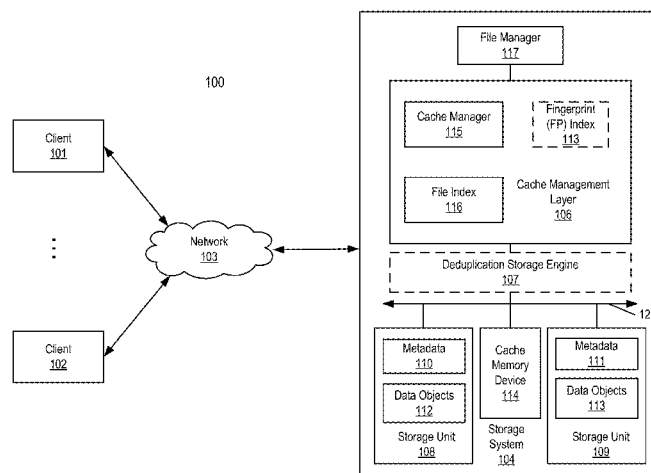 File Manager
117
100
Client
101
Cache Manager
115
Fingerprint
(FP) Index
113
File Index
116
Cache Management
Layer
106
Network
103
Deduplication Storage Engine
107
12
Client
102
Metadata
110
Data Objects
112
Storage Unit
108
Cache
Memory
Device
114
Storage
System
104
Metadata
111
Data Objects
113
Storage Unit
109